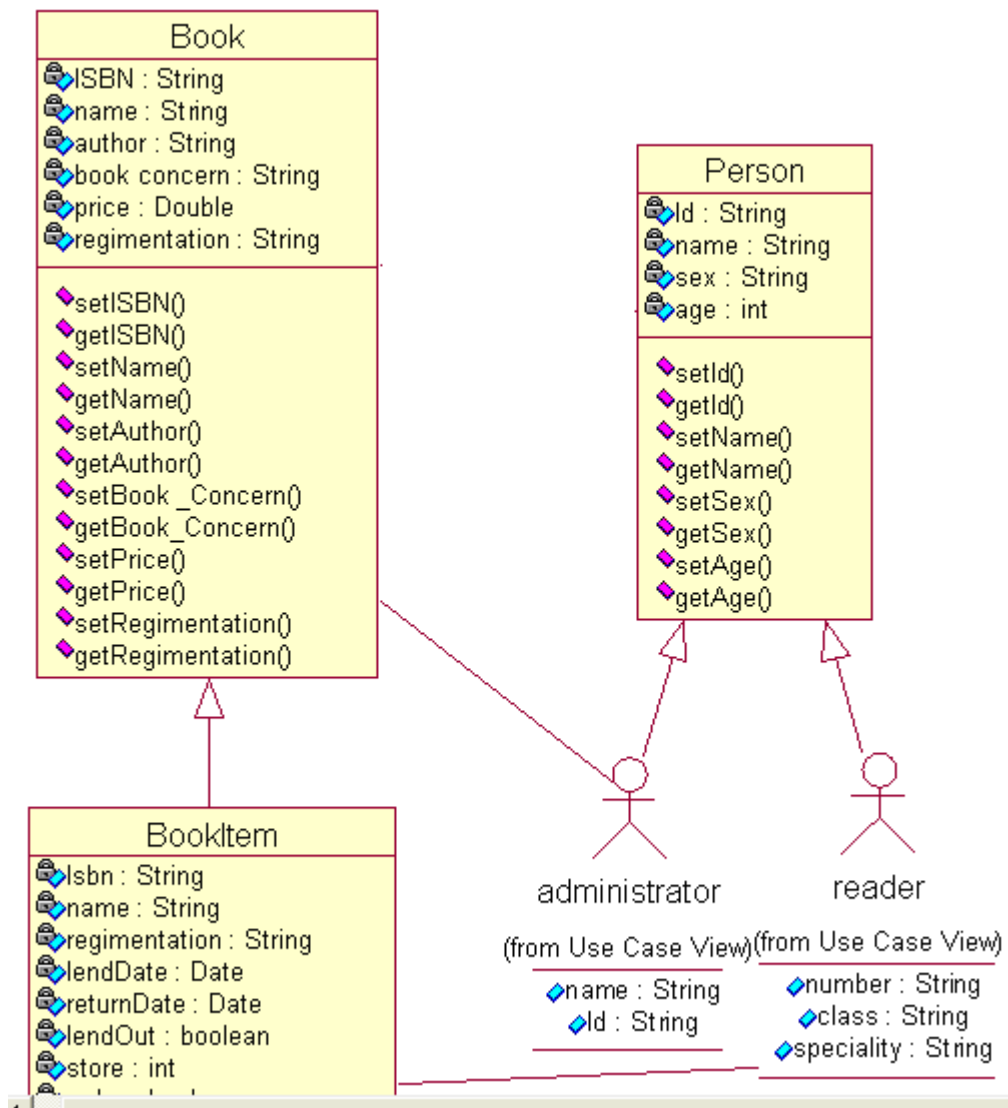 Book
ISBN : String
name : String
author : String
book concern : String
price : Double
regimentation : String
setISBN()
getISBN()
setName()
getName()
setAuthor()
getAuthor()
setBook _Concern()
getBook_Concern()
setPrice()
getPrice()
setRegimentation()
getRegimentation()
Person
Id : String
name : String
sex : String
age : int
setId()
getId()
setName()
getName()
setSex()
getSex()
setAge()
getAge()
BookItem
Isbn : String
name : String
regimentation : String
lendDate : Date
returnDate : Date
lendOut : boolean
store : int
administrator
(from Use Case View)
name : String
Id : String
reader
(from Use Case View)
number : String
class : String
speciality : String